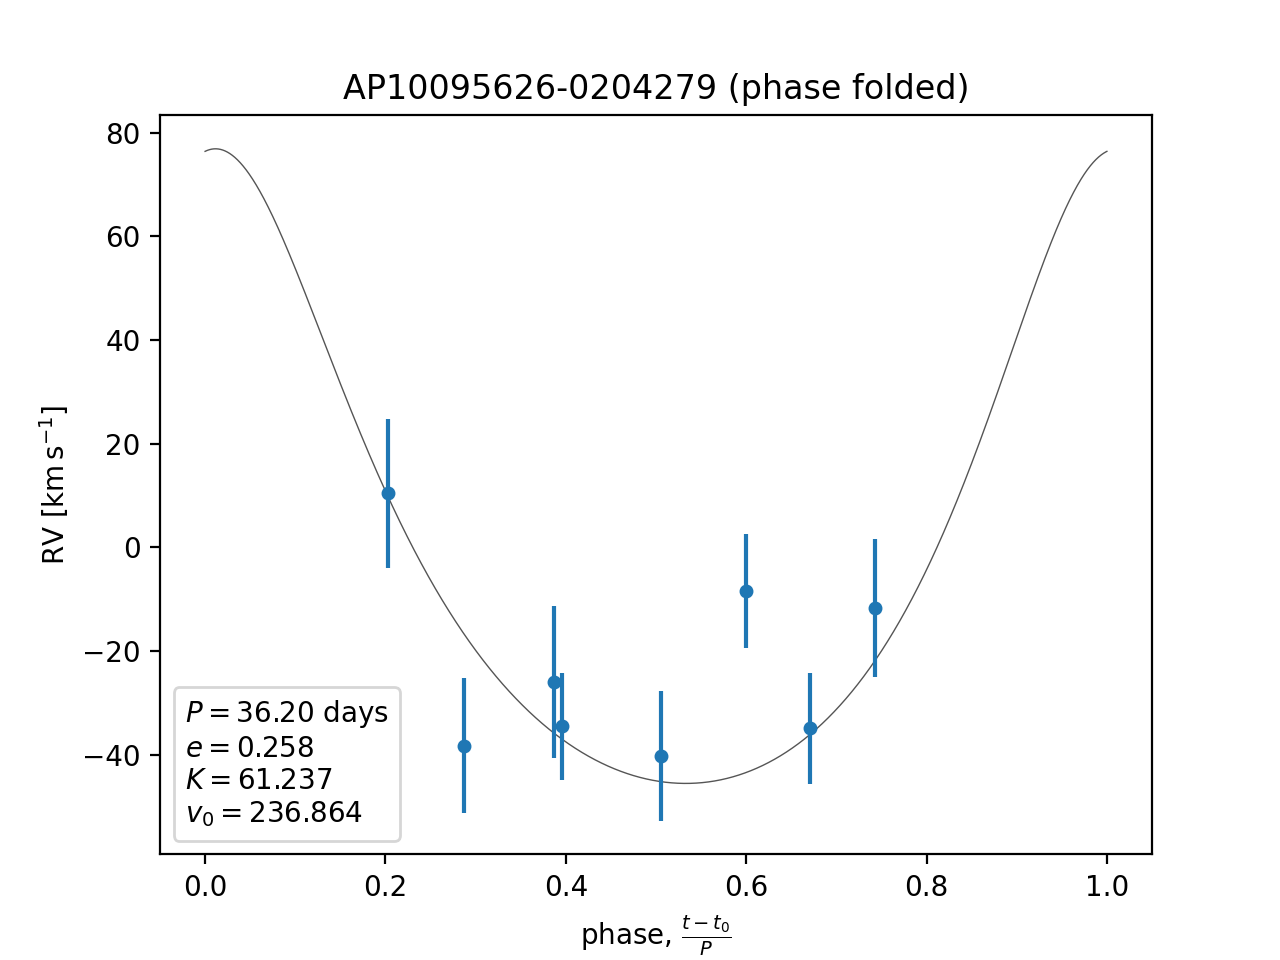 AP10095626-0204279 (phase folded)
80
60
40
20
0
−20
−40
RV [km s⁻¹]
P = 36.20 days
e = 0.258
K = 61.237
v₀ = 236.864
0.0 0.2 0.4 0.6 0.8 1.0
phase, (t − t₀)/P